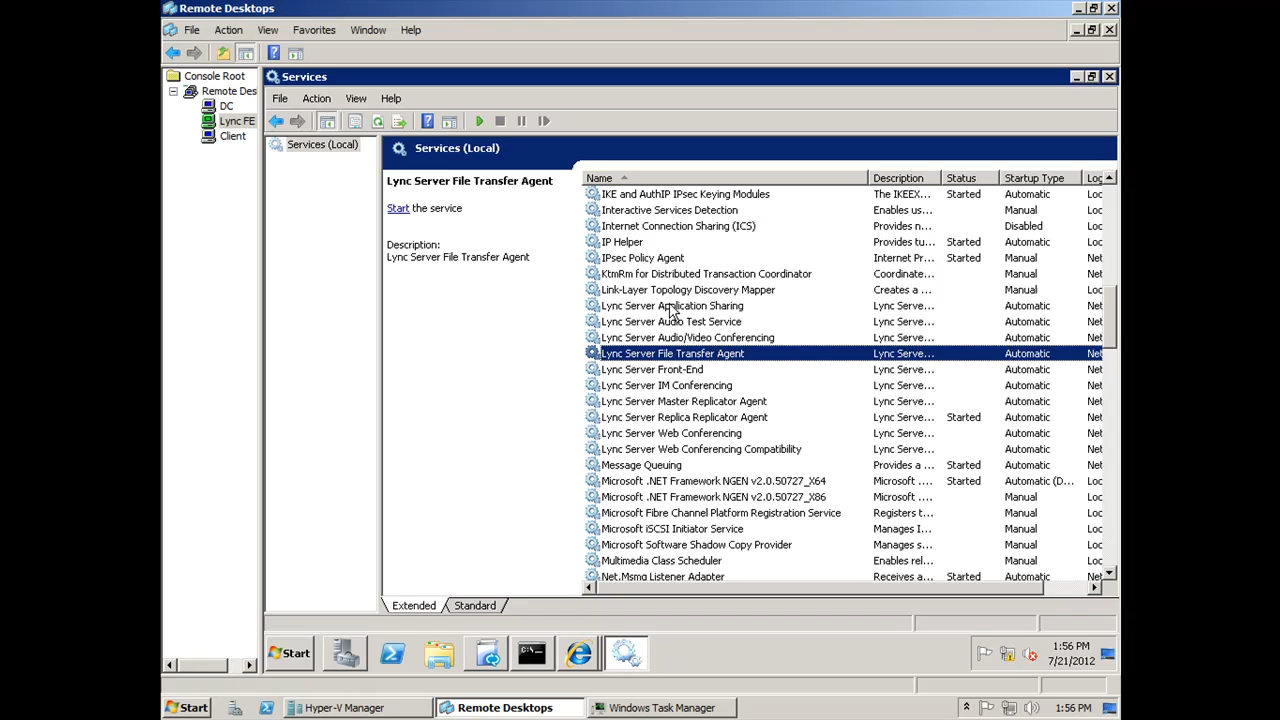 Remote Desktops
File Action View Favorites Window Help
Console Root
Remote Des
DC
Lync FE
Client
Services
File Action View Help
Services (Local)
Services (Local)
Lync Server File Transfer Agent
Start the service
Description:
Lync Server File Transfer Agent
Name Description Status Startup Type Loc
IKE and AuthIP IPsec Keying Modules The IKEEX... Started Automatic Loc
Interactive Services Detection Enables us... Manual Loc
Internet Connection Sharing (ICS) Provides n... Disabled Loc
IP Helper Provides tu... Started Automatic Loc
IPsec Policy Agent Internet Pr... Started Manual Net
KtmRm for Distributed Transaction Coordinator Coordinate... Manual Net
Link-Layer Topology Discovery Mapper Creates a ... Manual Loc
Lync Server Application Sharing Lync Serve... Automatic Net
Lync Server Audio Test Service Lync Serve... Automatic Net
Lync Server Audio/Video Conferencing Lync Serve... Automatic Net
Lync Server File Transfer Agent Lync Serve... Automatic Net
Lync Server Front-End Lync Serve... Automatic Net
Lync Server IM Conferencing Lync Serve... Automatic Net
Lync Server Master Replicator Agent Lync Serve... Automatic Net
Lync Server Replica Replicator Agent Lync Serve... Started Automatic Net
Lync Server Web Conferencing Lync Serve... Automatic Net
Lync Server Web Conferencing Compatibility Lync Serve... Automatic Net
Message Queuing Provides a ... Started Automatic Net
Microsoft .NET Framework NGEN v2.0.50727_X64 Microsoft .... Started Automatic (D... Loc
Microsoft .NET Framework NGEN v2.0.50727_X86 Microsoft .... Manual Loc
Microsoft Fibre Channel Platform Registration Service Registers t... Manual Loc
Microsoft iSCSI Initiator Service Manages I... Manual Loc
Microsoft Software Shadow Copy Provider Manages s... Manual Loc
Multimedia Class Scheduler Enables rel... Manual Loc
Net.Msmq Listener Adapter Receives a ... Started Automatic Net
Extended Standard
Start
C:\_
1:56 PM
7/21/2012
Start Hyper-V Manager Remote Desktops Windows Task Manager 1:56 PM